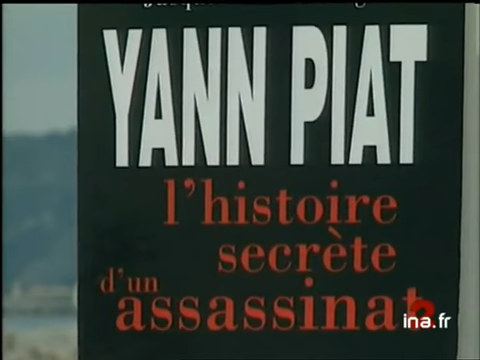 YANN PIAT
l'histoire
secrète
d'un
assassinat
ina.fr